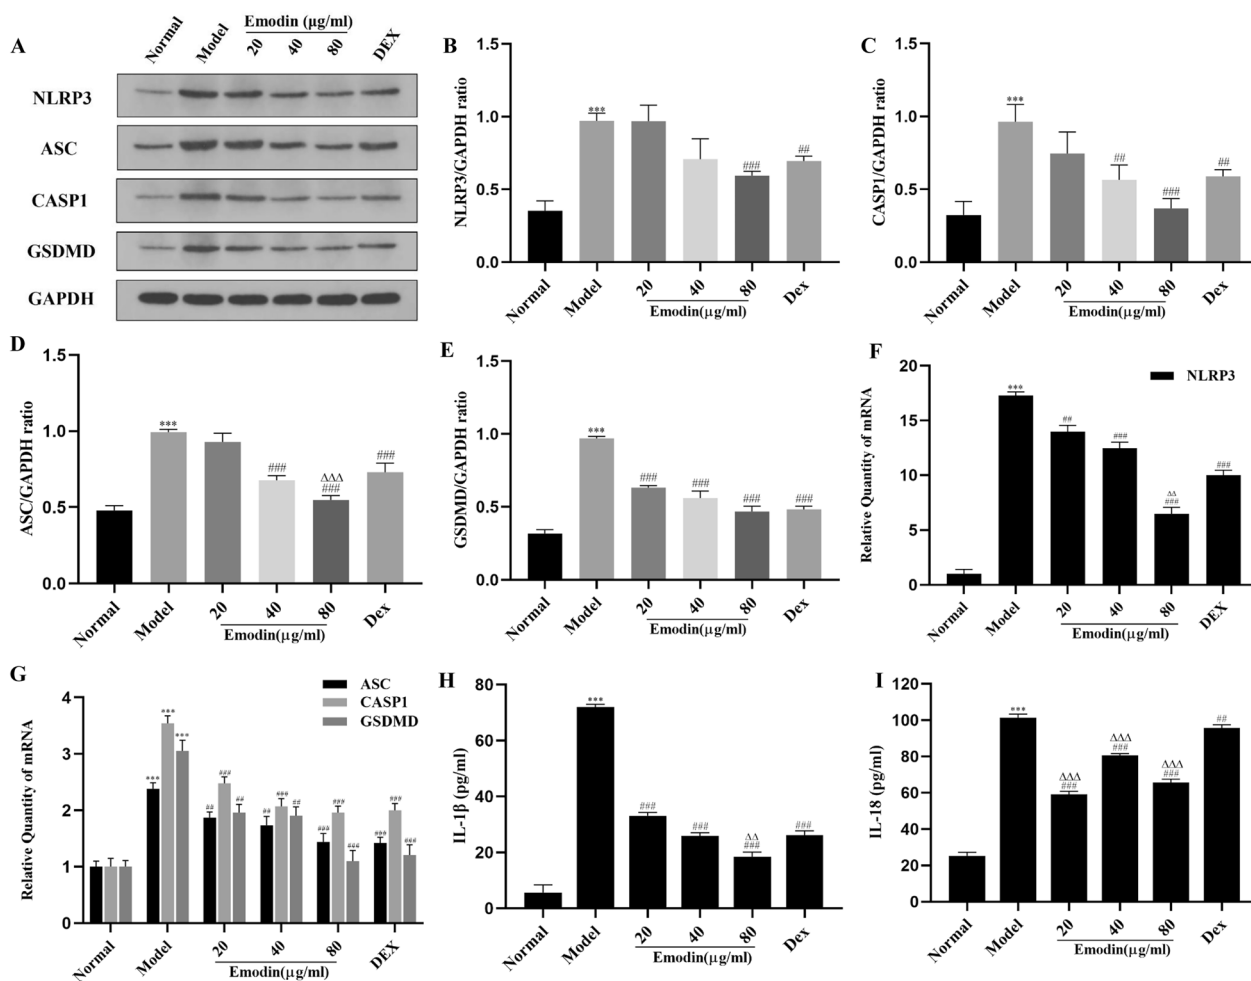 A
Normal
Model
Emodin (μg/ml)
20
40
80
DEX
NLRP3
ASC
CASP1
GSDMD
GAPDH
B
NLRP3/GAPDH ratio
1.5
1.0
0.5
0.0
***
###
##
Normal
Model
20
40
80
Dex
Emodin(μg/ml)
C
CASP1/GAPDH ratio
1.5
1.0
0.5
0.0
***
##
###
##
Normal
Model
20
40
80
Dex
Emodin(μg/ml)
D
ASC/GAPDH ratio
1.5
1.0
0.5
0.0
***
###
ΔΔΔ
###
###
Normal
Model
20
40
80
Dex
Emodin(μg/ml)
E
GSDMD/GAPDH ratio
1.5
1.0
0.5
0.0
***
###
###
###
###
Normal
Model
20
40
80
Dex
Emodin(μg/ml)
F
NLRP3
Relative Quantity of mRNA
20
15
10
5
0
***
##
###
ΔΔ
###
###
Normal
Model
20
40
80
DEX
Emodin(μg/ml)
G
ASC
CASP1
GSDMD
Relative Quantity of mRNA
4
3
2
1
0
***
***
***
##
###
##
##
###
##
###
###
###
###
###
###
Normal
Model
20
40
80
DEX
Emodin(μg/ml)
H
IL-1β (pg/ml)
80
60
40
20
0
***
###
###
ΔΔ
###
###
Normal
Model
20
40
80
Dex
Emodin(μg/ml)
I
IL-18 (pg/ml)
120
100
80
60
40
20
0
***
ΔΔΔ
###
ΔΔΔ
###
ΔΔΔ
###
##
Normal
Model
20
40
80
Dex
Emodin(μg/ml)